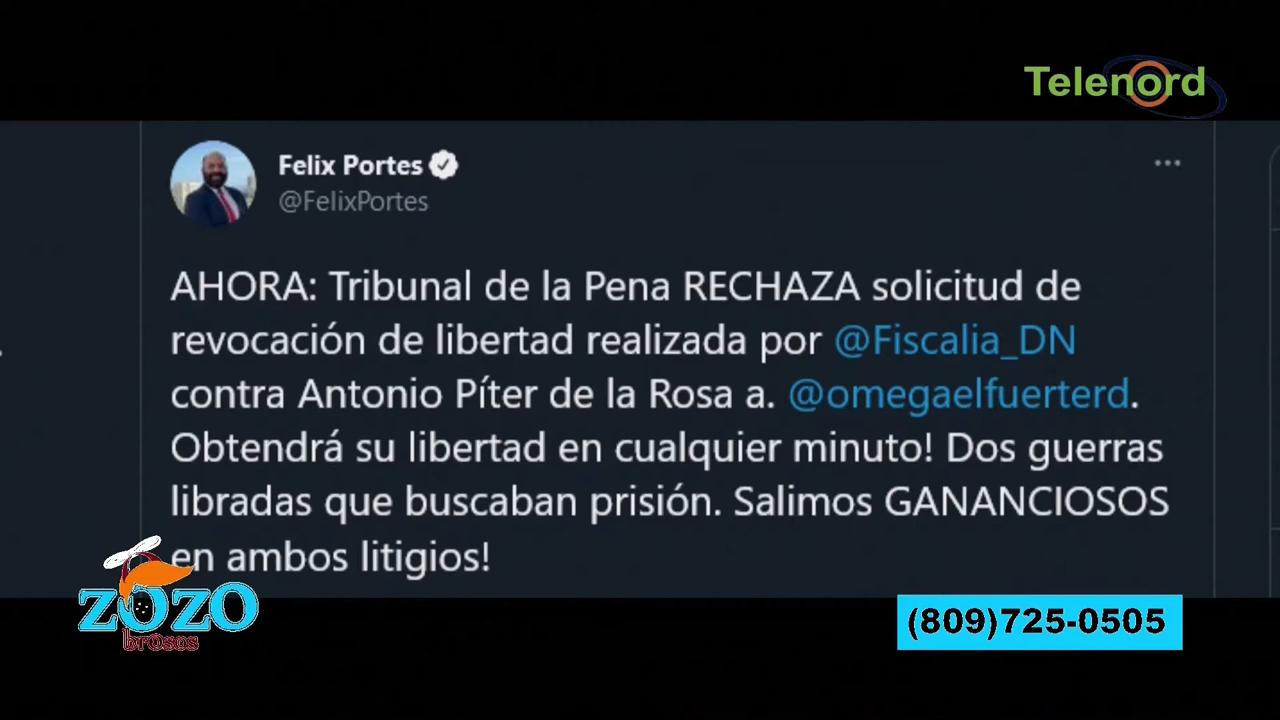 Telenord
Felix Portes
@FelixPortes
AHORA: Tribunal de la Pena RECHAZA solicitud de
revocación de libertad realizada por @Fiscalia_DN
contra Antonio Píter de la Rosa a. @omegaelfuerterd.
Obtendrá su libertad en cualquier minuto! Dos guerras
libradas que buscaban prisión. Salimos GANANCIOSOS
en ambos litigios!
ZOZO
brosos
(809)725-0505